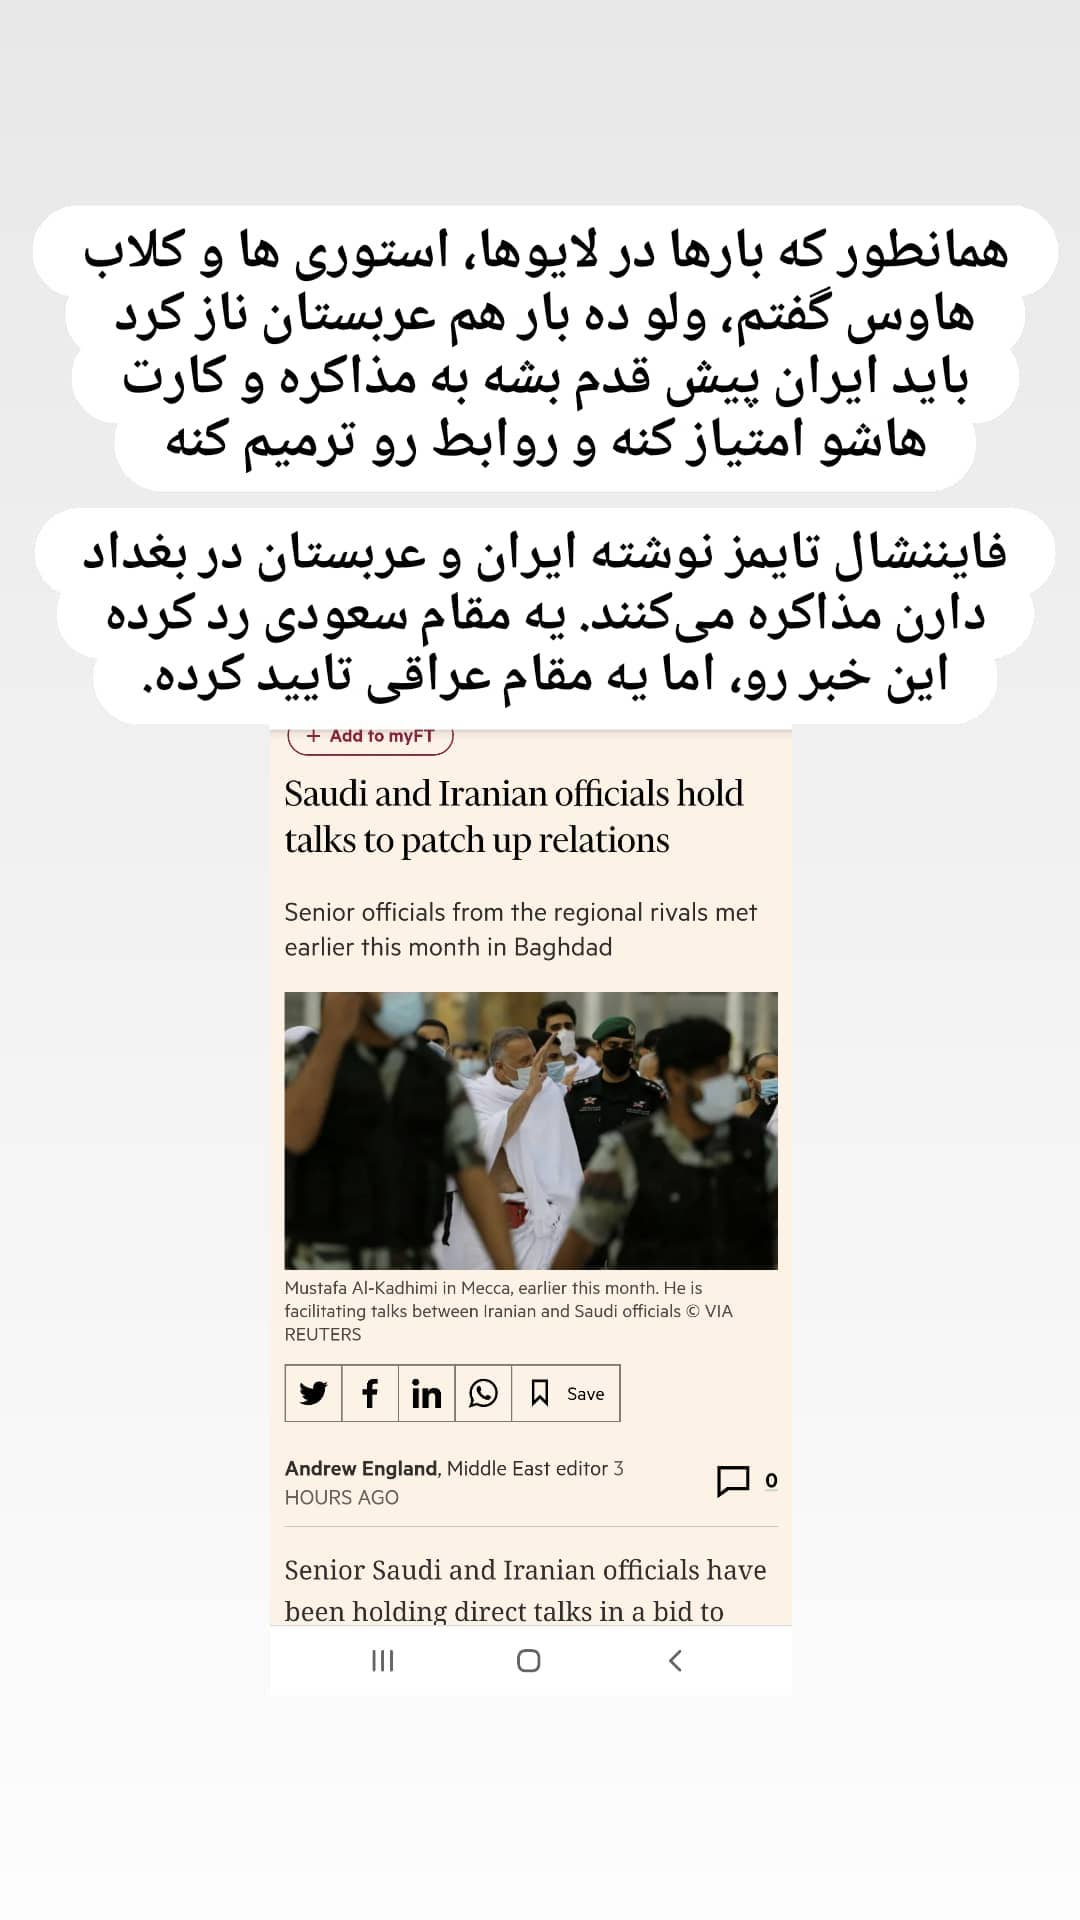 همانطور که بارها در لایوها، استوری ها و کلاب
هاوس گفتم، ولو ده بار هم عربستان ناز کرد
باید ایران پیش قدم بشه به مذاکره و کارت
هاشو امتیاز کنه و روابط رو ترمیم کنه
فایننشال تایمز نوشته ایران و عربستان در بغداد
دارن مذاکره می‌کنند. یه مقام سعودی رد کرده
این خبر رو، اما یه مقام عراقی تایید کرده.
+ Add to myFT
Saudi and Iranian officials hold
talks to patch up relations
Senior officials from the regional rivals met
earlier this month in Baghdad
Mustafa Al-Kadhimi in Mecca, earlier this month. He is
facilitating talks between Iranian and Saudi officials © VIA
REUTERS
Save
Andrew England, Middle East editor 3
HOURS AGO
0
Senior Saudi and Iranian officials have
been holding direct talks in a bid to